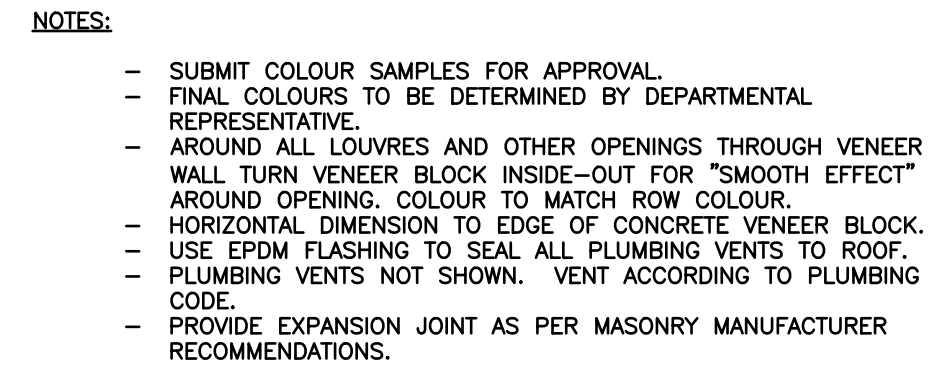 NOTES:
– SUBMIT COLOUR SAMPLES FOR APPROVAL.
– FINAL COLOURS TO BE DETERMINED BY DEPARTMENTAL
REPRESENTATIVE.
– AROUND ALL LOUVRES AND OTHER OPENINGS THROUGH VENEER
WALL TURN VENEER BLOCK INSIDE–OUT FOR "SMOOTH EFFECT"
AROUND OPENING. COLOUR TO MATCH ROW COLOUR.
– HORIZONTAL DIMENSION TO EDGE OF CONCRETE VENEER BLOCK.
– USE EPDM FLASHING TO SEAL ALL PLUMBING VENTS TO ROOF.
– PLUMBING VENTS NOT SHOWN. VENT ACCORDING TO PLUMBING
CODE.
– PROVIDE EXPANSION JOINT AS PER MASONRY MANUFACTURER
RECOMMENDATIONS.